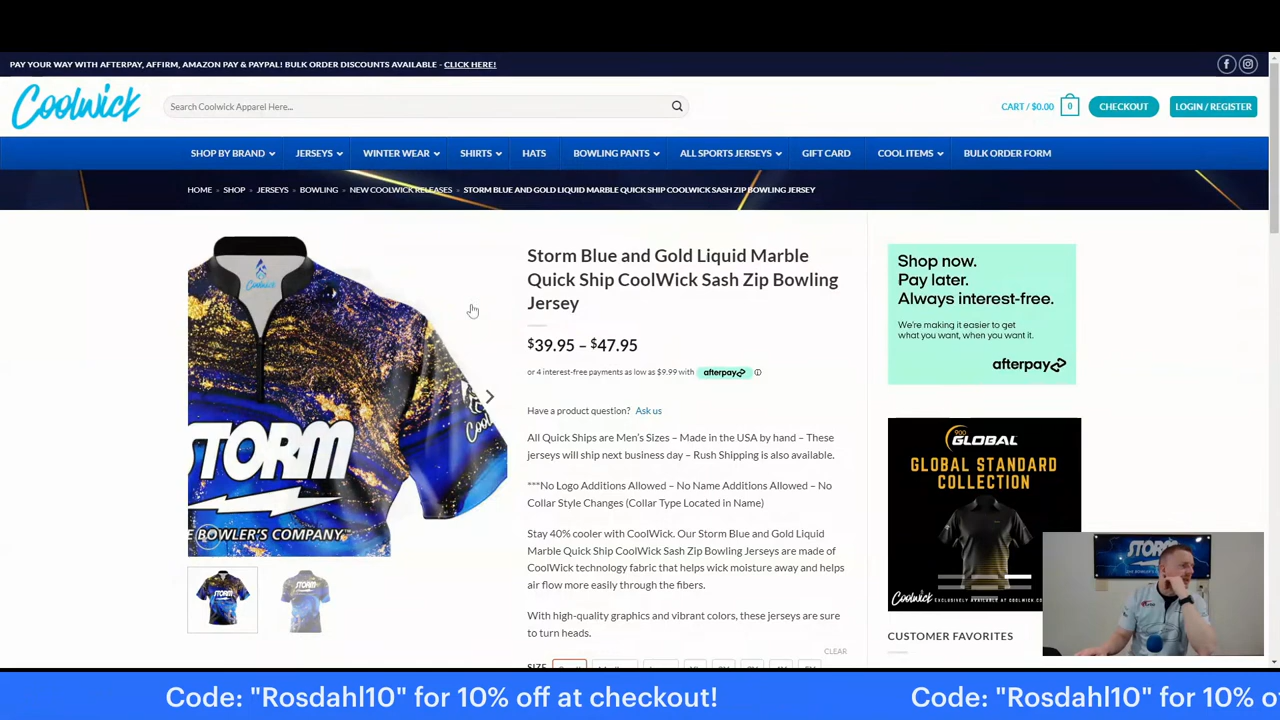 PAY YOUR WAY WITH AFTERPAY, AFFIRM, AMAZON PAY & PAYPAL! BULK ORDER DISCOUNTS AVAILABLE - CLICK HERE!
Coolwick
Search Coolwick Apparel Here...
CART / $0.00 0 CHECKOUT LOGIN / REGISTER
SHOP BY BRAND JERSEYS WINTER WEAR SHIRTS HATS BOWLING PANTS ALL SPORTS JERSEYS GIFT CARD COOL ITEMS BULK ORDER FORM
HOME » SHOP » JERSEYS » BOWLING » NEW COOLWICK RELEASES » STORM BLUE AND GOLD LIQUID MARBLE QUICK SHIP COOLWICK SASH ZIP BOWLING JERSEY
Coolwick
STORM
E BOWLER'S COMPANY™
Storm Blue and Gold Liquid Marble
Quick Ship CoolWick Sash Zip Bowling
Jersey
$39.95 – $47.95
or 4 interest-free payments as low as $9.99 with afterpay
Have a product question? Ask us
All Quick Ships are Men's Sizes – Made in the USA by hand – These
jerseys will ship next business day – Rush Shipping is also available.
***No Logo Additions Allowed – No Name Additions Allowed – No
Collar Style Changes (Collar Type Located in Name)
Stay 40% cooler with CoolWick. Our Storm Blue and Gold Liquid
Marble Quick Ship CoolWick Sash Zip Bowling Jerseys are made of
CoolWick technology fabric that helps wick moisture away and helps
air flow more easily through the fibers.
With high-quality graphics and vibrant colors, these jerseys are sure
to turn heads.
CLEAR
Shop now.
Pay later.
Always interest-free.
We're making it easier to get
what you want, when you want it.
afterpay
900
GLOBAL
GLOBAL STANDARD
COLLECTION
Coolwick
CUSTOMER FAVORITES
STORM
Code: "Rosdahl10" for 10% off at checkout!
Code: "Rosdahl10" for 10% of